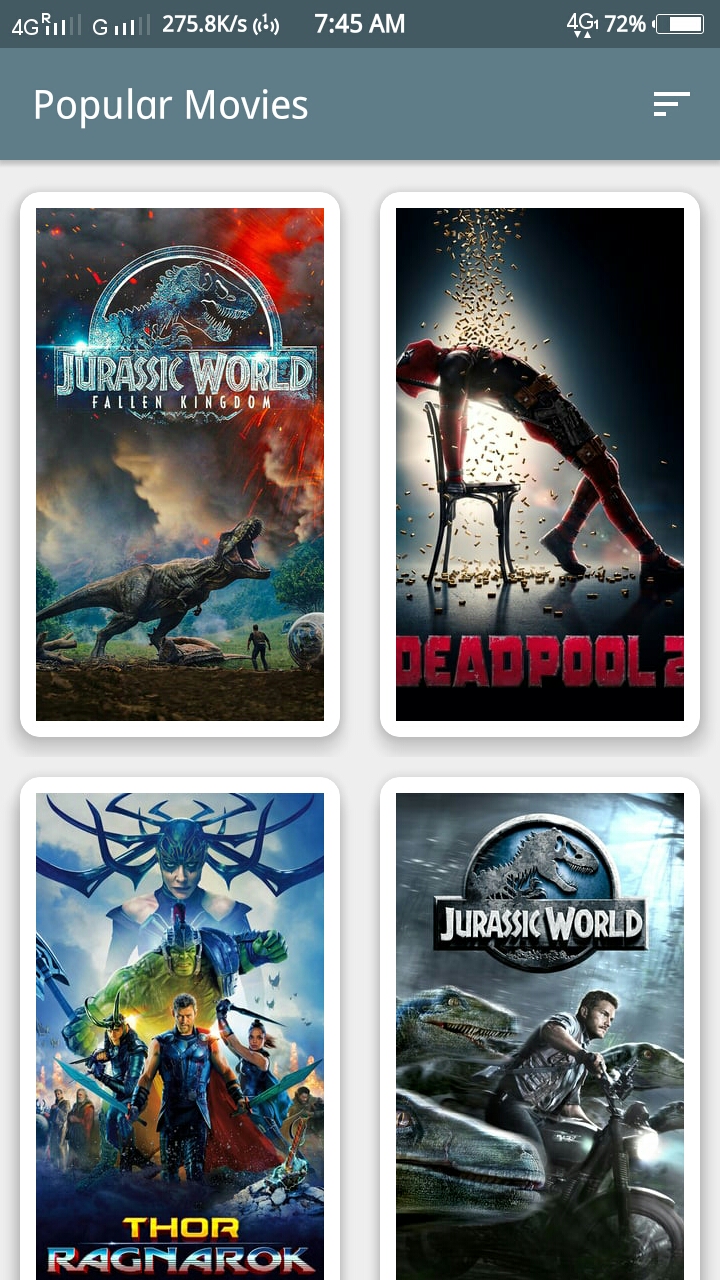 4G R G 275.8K/s 7:45 AM 4G 72%
Popular Movies
JURASSIC WORLD
FALLEN KINGDOM
DEADPOOL 2
THOR
RAGNAROK
JURASSIC WORLD